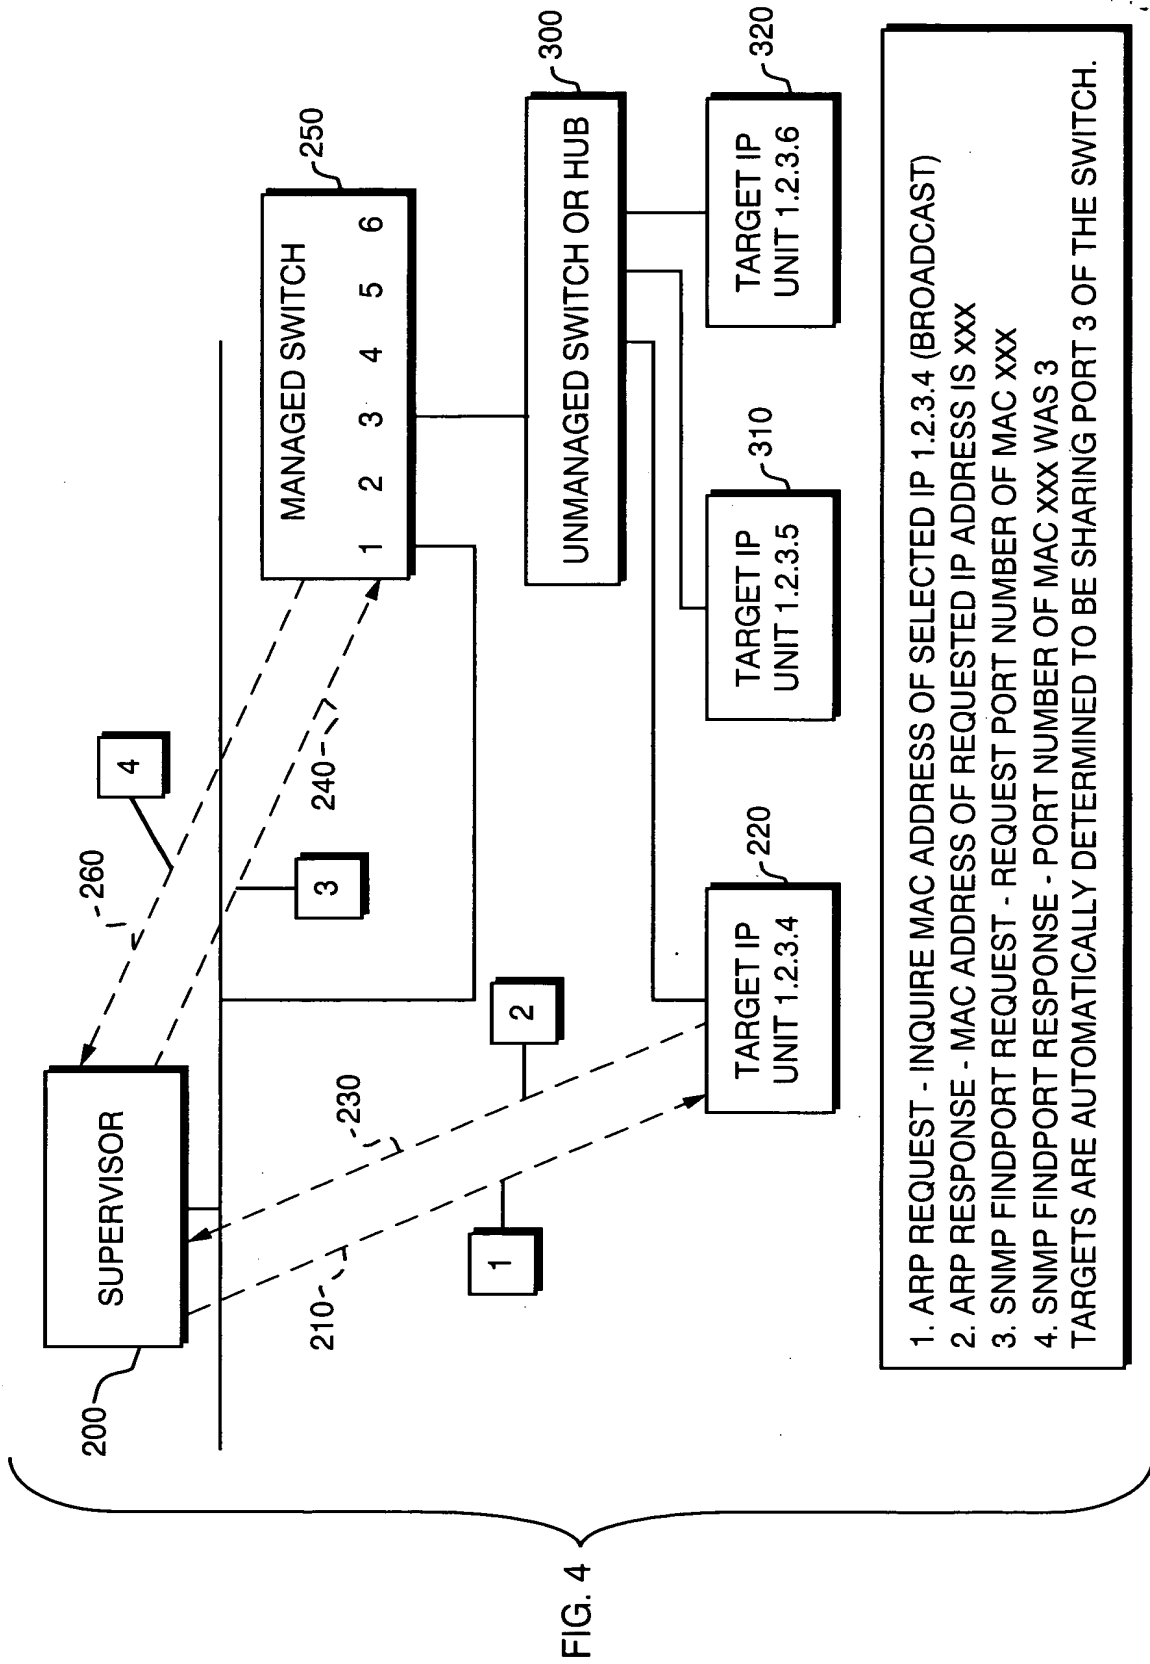 200
SUPERVISOR
260
4
240
3
MANAGED SWITCH
1 2 3 4 5 6
250
UNMANAGED SWITCH OR HUB
300
210
1
230
2
TARGET IP
UNIT 1.2.3.4
220
TARGET IP
UNIT 1.2.3.5
310
TARGET IP
UNIT 1.2.3.6
320
1. ARP REQUEST - INQUIRE MAC ADDRESS OF SELECTED IP 1.2.3.4 (BROADCAST)
2. ARP RESPONSE - MAC ADDRESS OF REQUESTED IP ADDRESS IS XXX
3. SNMP FINDPORT REQUEST - REQUEST PORT NUMBER OF MAC XXX
4. SNMP FINDPORT RESPONSE - PORT NUMBER OF MAC XXX WAS 3
TARGETS ARE AUTOMATICALLY DETERMINED TO BE SHARING PORT 3 OF THE SWITCH.
FIG. 4